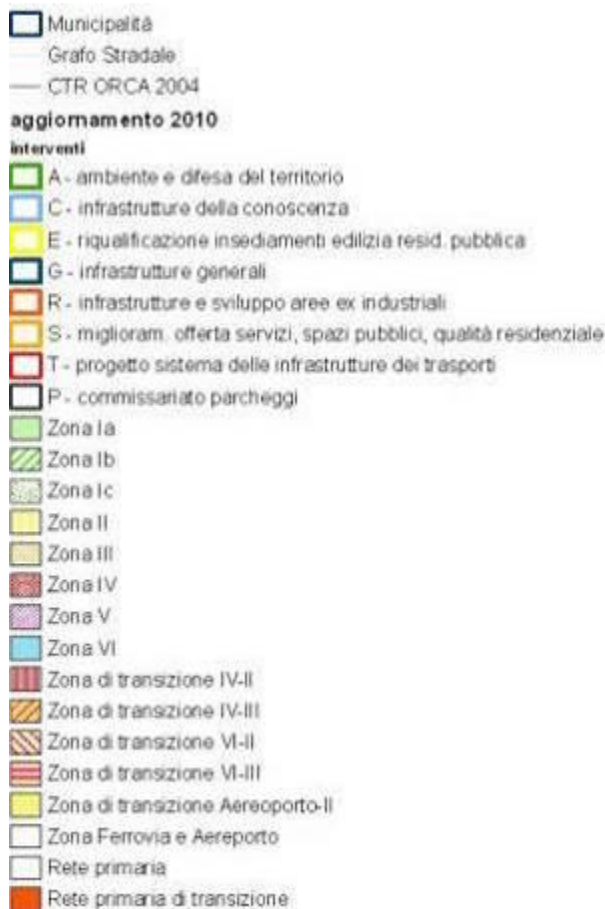 Municipalità
Grafo Stradale
CTR ORCA 2004
aggiornamento 2010
interventi
A - ambiente e difesa del territorio
C - infrastrutture della conoscenza
E - riqualificazione insediamenti edilizia resid. pubblica
G - infrastrutture generali
R - infrastrutture e sviluppo aree ex industriali
S - miglioram. offerta servizi, spazi pubblici, qualità residenziale
T - progetto sistema delle infrastrutture dei trasporti
P - commissariato parcheggi
Zona Ia
Zona Ib
Zona Ic
Zona II
Zona III
Zona IV
Zona V
Zona VI
Zona di transizione IV-II
Zona di transizione IV-III
Zona di transizione VI-II
Zona di transizione VI-III
Zona di transizione Aereoporto-II
Zona Ferrovia e Aereporto
Rete primaria
Rete primaria di transizione